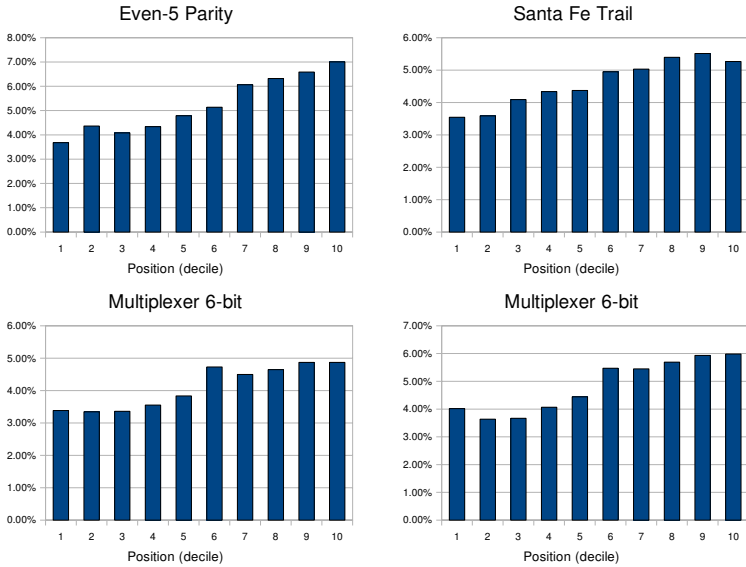 Even-5 Parity
8.00%
7.00%
6.00%
5.00%
4.00%
3.00%
2.00%
1.00%
0.00%
1 2 3 4 5 6 7 8 9 10
Position (decile)
Santa Fe Trail
6.00%
5.00%
4.00%
3.00%
2.00%
1.00%
0.00%
1 2 3 4 5 6 7 8 9 10
Position (decile)
Multiplexer 6-bit
6.00%
5.00%
4.00%
3.00%
2.00%
1.00%
0.00%
1 2 3 4 5 6 7 8 9 10
Position (decile)
Multiplexer 6-bit
7.00%
6.00%
5.00%
4.00%
3.00%
2.00%
1.00%
0.00%
1 2 3 4 5 6 7 8 9 10
Position (decile)